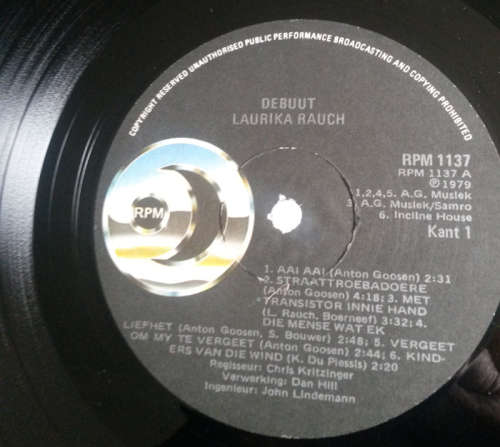 COPYRIGHT RESERVED UNAUTHORISED PUBLIC PERFORMANCE BROADCASTING AND COPYING PROHIBITED
DEBUUT
LAURIKA RAUCH
RPM
RPM 1137
RPM 1137 A
Ⓟ1979
1,2,4,5. A.G. Musiek
3. A.G. Musiek/Samro
6. Incline House
Kant 1
1. AAI AAI (Anton Goosen) 2:31
2. STRAATTROEBADOERE
(Anton Goosen) 4:18; 3. MET
TRANSISTOR INNIE HAND
(L. Rauch, Boerneef) 3:32; 4.
DIE MENSE WAT EK
LIEFHET (Anton Goosen, S. Bouwer) 2:48; 5. VERGEET
OM MY TE VERGEET (Anton Goosen) 2:44; 6. KIND-
ERS VAN DIE WIND (K. Du Plessis) 2:20
Regisseur: Chris Kritzinger
Verwerking: Dan Hill
Ingenieur: John Lindemann